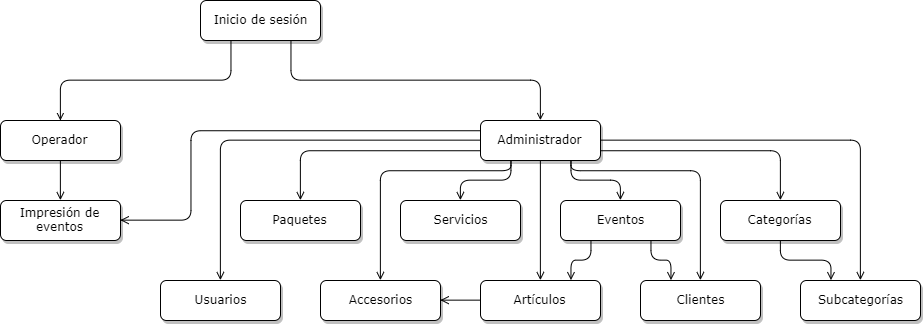 Inicio de sesión
Operador
Administrador
Impresión de
eventos
Paquetes
Servicios
Eventos
Categorías
Usuarios
Accesorios
Artículos
Clientes
Subcategorías